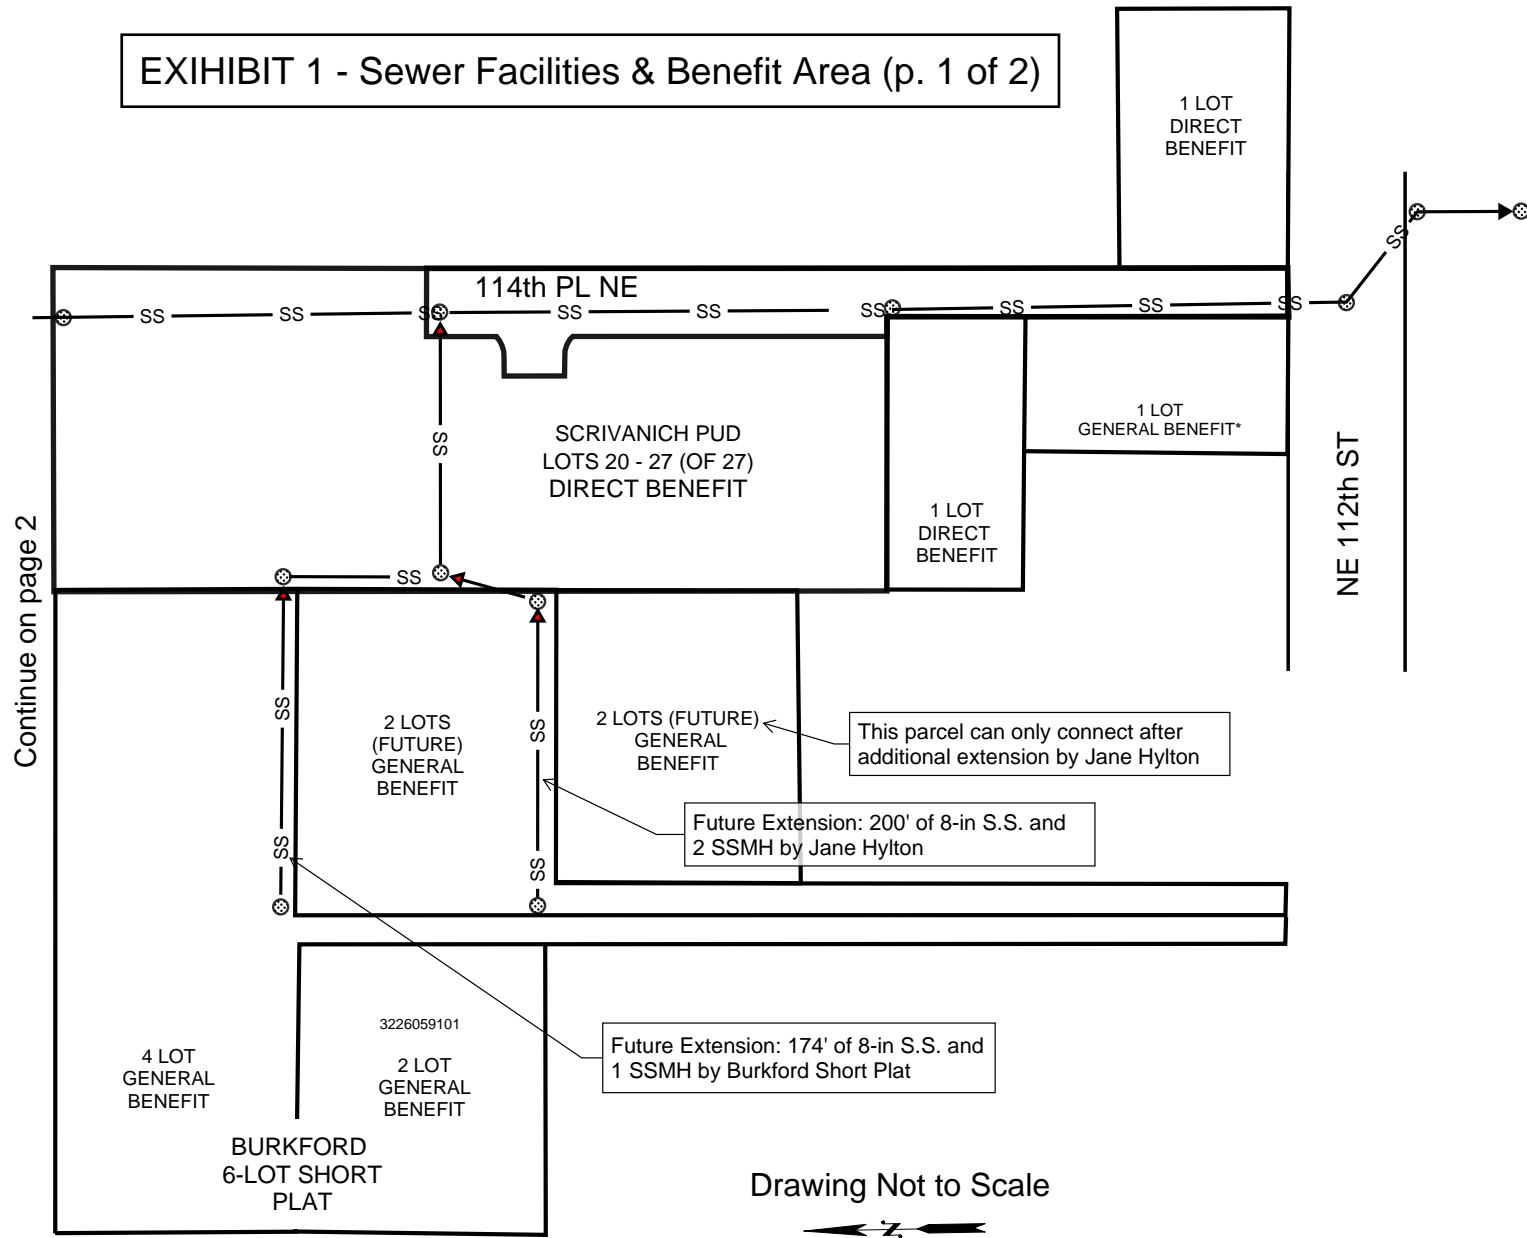 EXIHIBIT 1 - Sewer Facilities & Benefit Area (p. 1 of 2)
1 LOT
DIRECT
BENEFIT
SS
114th PL NE
SS
SS
SS
SS
SS
SS
SS
SS
SS
SCRIVANICH PUD
LOTS 20 - 27 (OF 27)
DIRECT BENEFIT
SS
1 LOT
GENERAL BENEFIT*
1 LOT
DIRECT
BENEFIT
NE 112th ST
Continue on page 2
SS
SS
SS
2 LOTS
(FUTURE)
GENERAL
BENEFIT
SS
SS
2 LOTS (FUTURE)
GENERAL
BENEFIT
This parcel can only connect after
additional extension by Jane Hylton
Future Extension: 200' of 8-in S.S. and
2 SSMH by Jane Hylton
3226059101
4 LOT
GENERAL
BENEFIT
2 LOT
GENERAL
BENEFIT
Future Extension: 174' of 8-in S.S. and
1 SSMH by Burkford Short Plat
BURKFORD
6-LOT SHORT
PLAT
Drawing Not to Scale
N